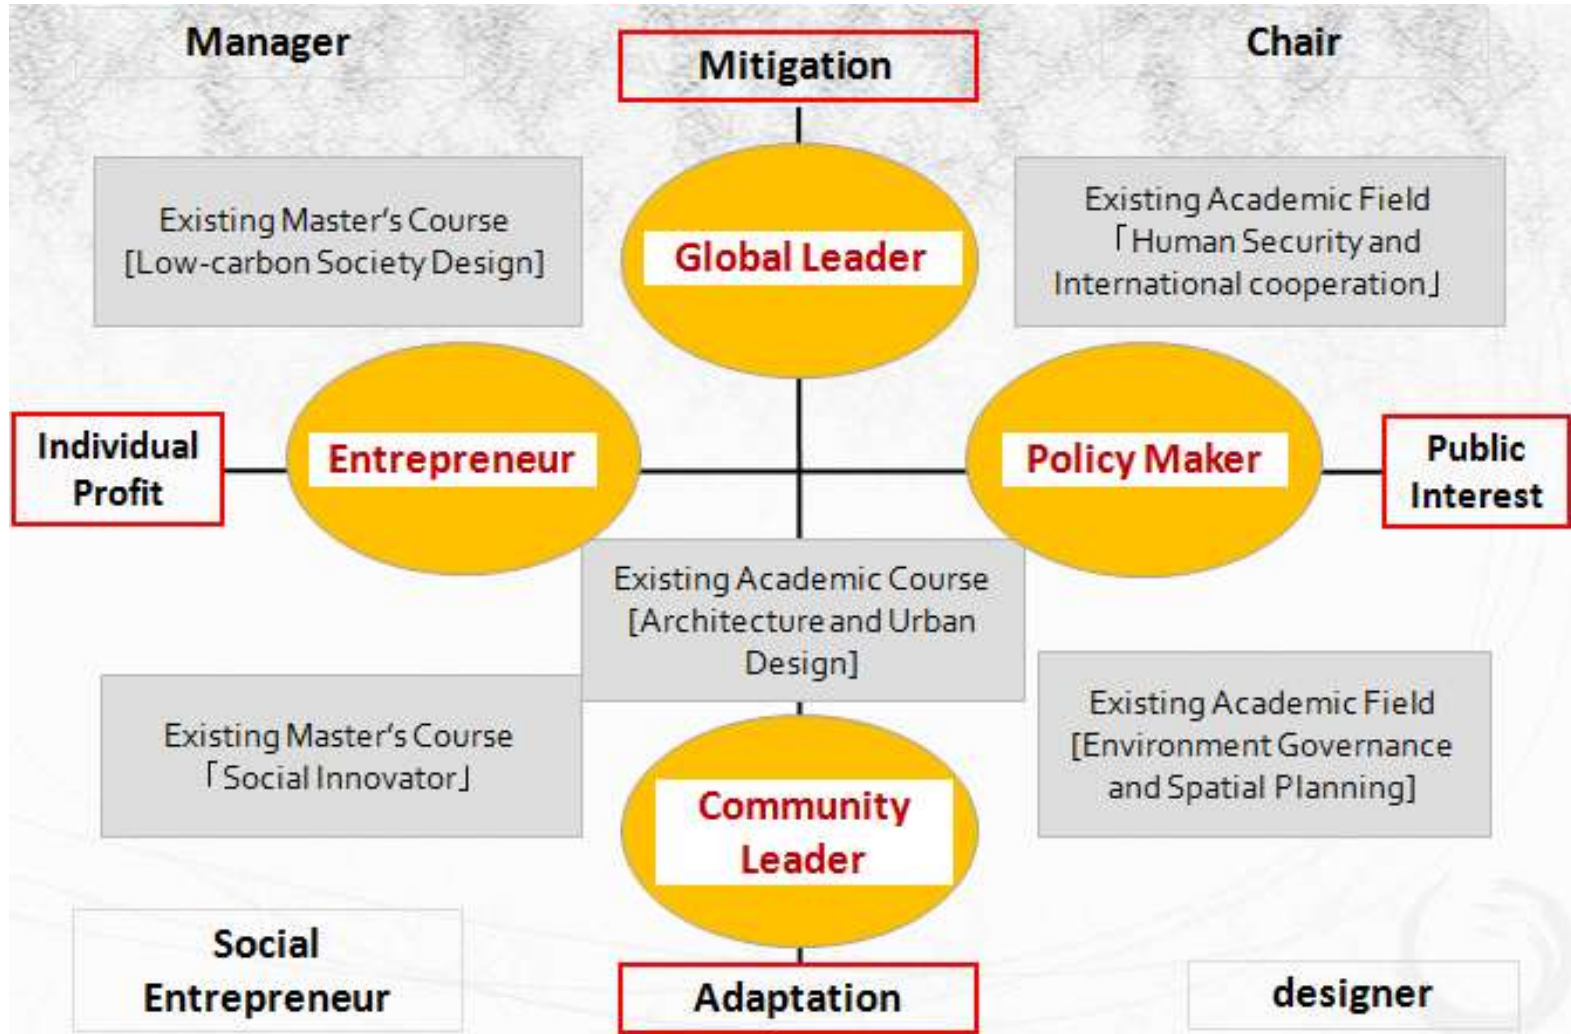 Manager
Mitigation
Chair
Existing Master's Course
[Low-carbon Society Design]
Global Leader
Existing Academic Field
「Human Security and
International cooperation」
Individual
Profit
Entrepreneur
Policy Maker
Public
Interest
Existing Academic Course
[Architecture and Urban
Design]
Existing Master's Course
「Social Innovator」
Existing Academic Field
[Environment Governance
and Spatial Planning]
Community
Leader
Social
Entrepreneur
Adaptation
designer